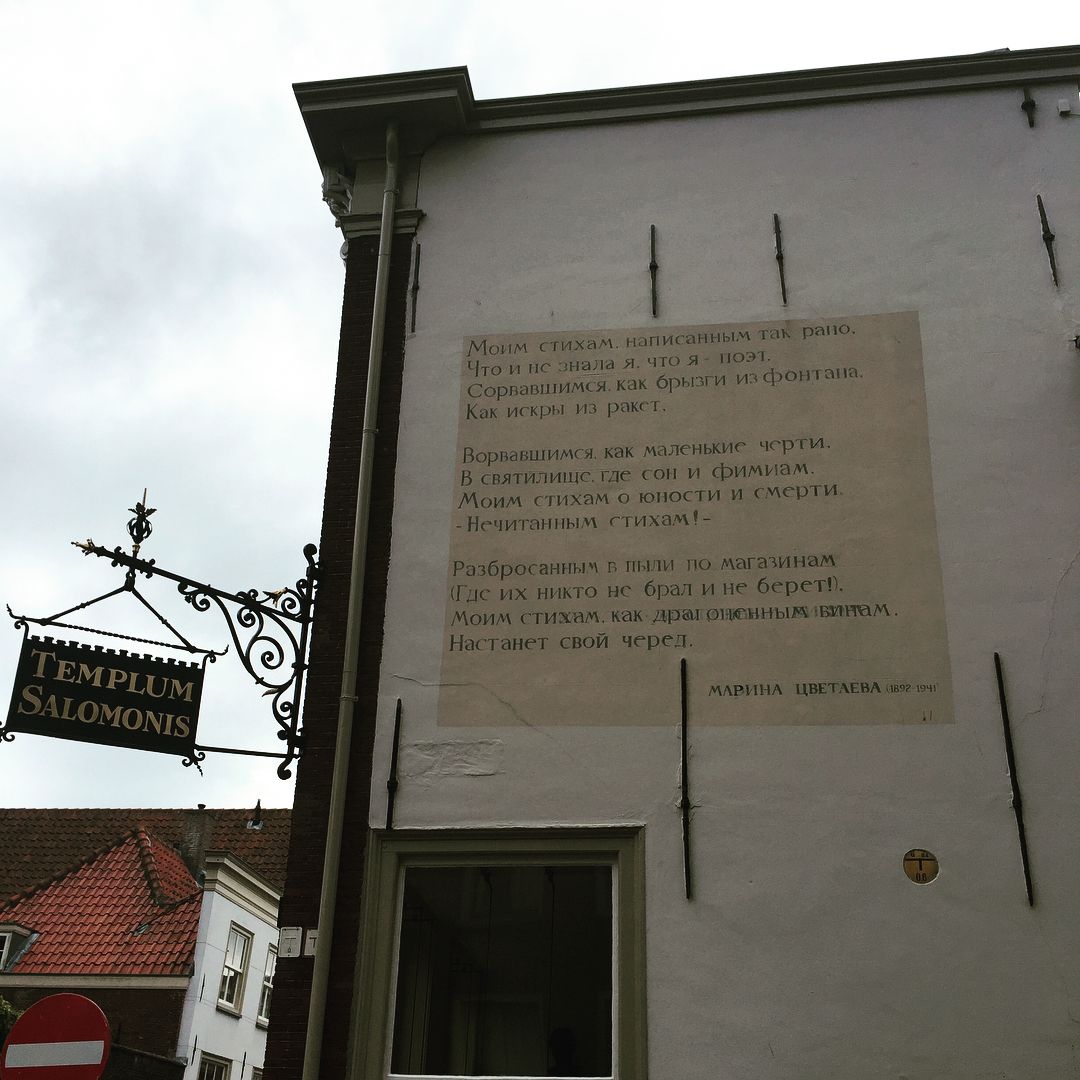 Моим стихам, написанным так рано,
Что и не знала я, что я - поэт,
Сорвавшимся, как брызги из фонтана,
Как искры из ракет,
Ворвавшимся, как маленькие черти,
В святилище, где сон и фимиам,
Моим стихам о юности и смерти,
- Нечитанным стихам! -
Разбросанным в пыли по магазинам
(Где их никто не брал и не берет!),
Моим стихам, как драгоценным винам,
Настанет свой черед.
МАРИНА ЦВЕТАЕВА (1892-1941)
TEMPLUM
SALOMONIS